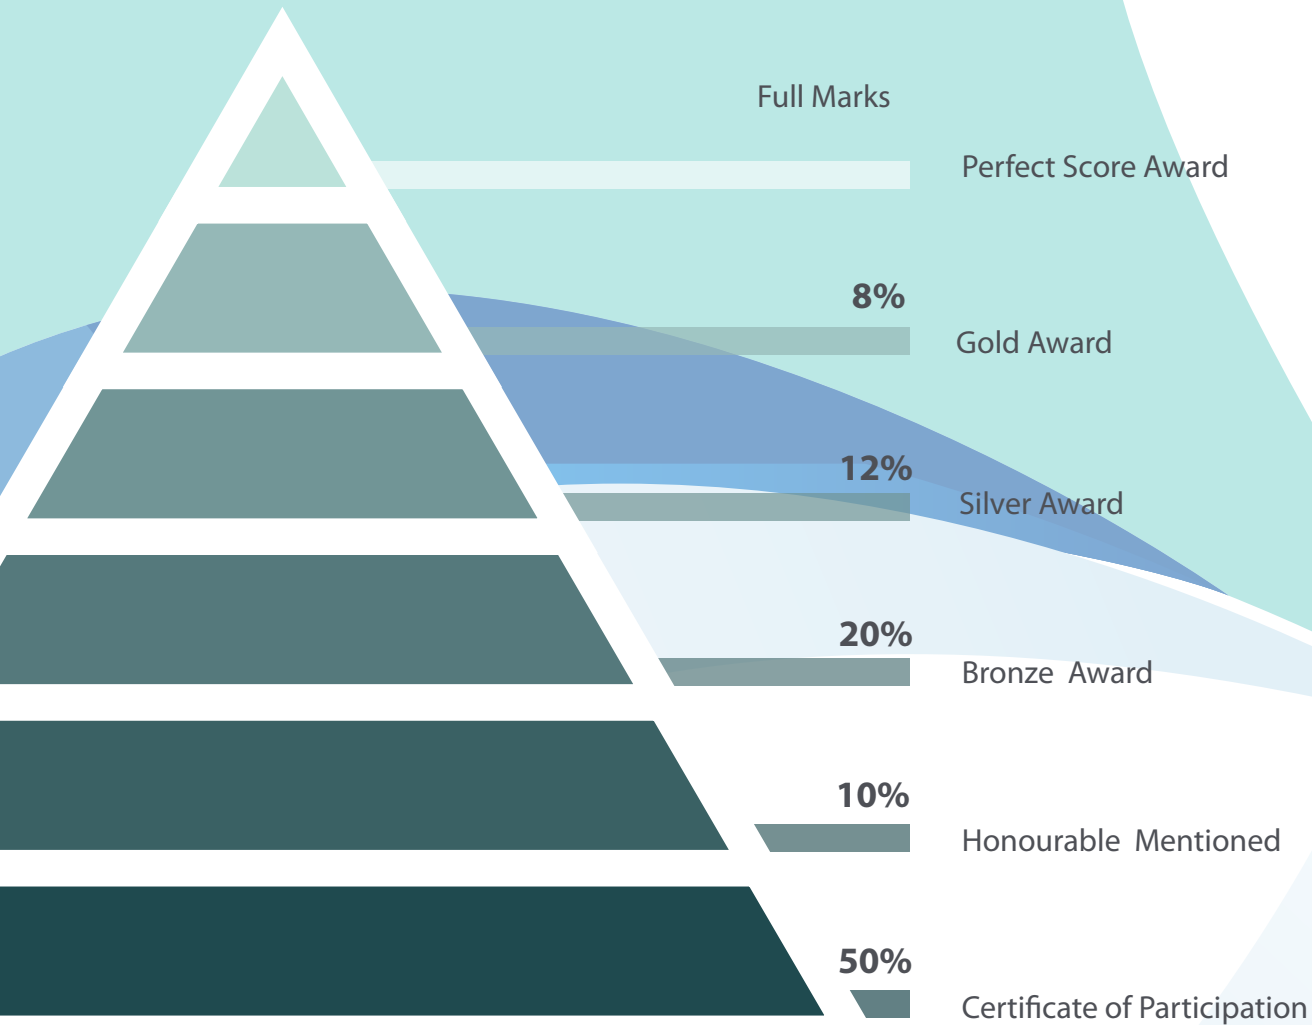 Full Marks
Perfect Score Award
8%
Gold Award
12%
Silver Award
20%
Bronze  Award
10%
Honourable  Mentioned
50%
Certificate of Participation